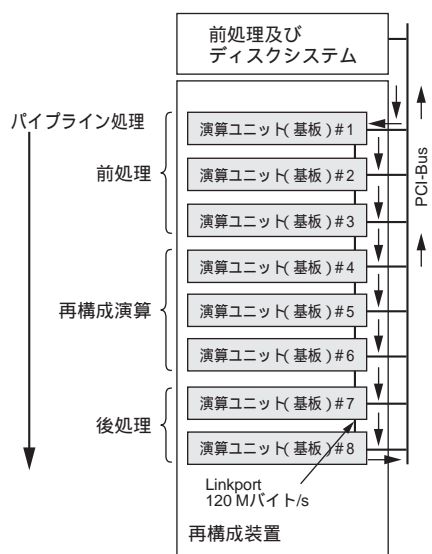 前処理及び
ディスクシステム
パイプライン処理
演算ユニット(基板)#1
前処理
演算ユニット(基板)#2
演算ユニット(基板)#3
PCI-Bus
演算ユニット(基板)#4
再構成演算
演算ユニット(基板)#5
演算ユニット(基板)#6
演算ユニット(基板)#7
後処理
演算ユニット(基板)#8
Linkport
120 Mバイト/s
再構成装置